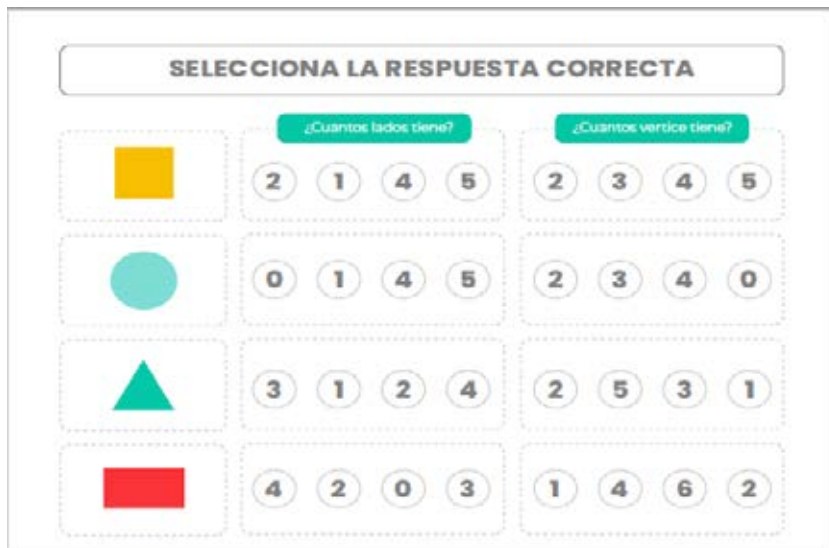 SELECCIONA LA RESPUESTA CORRECTA
¿Cuantos lados tiene? ¿Cuantos vertice tiene?
2 1 4 5 2 3 4 5
0 1 4 5 2 3 4 0
3 1 2 4 2 5 3 1
4 2 0 3 1 4 6 2